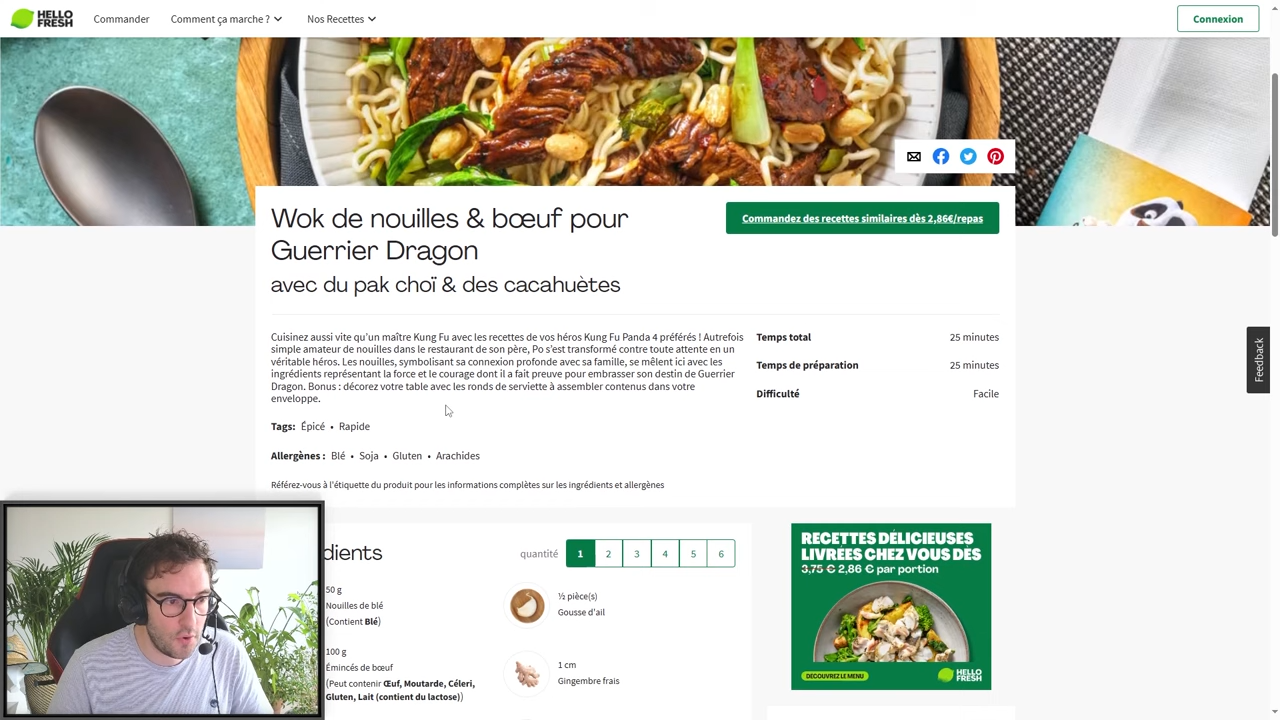 HELLO
FRESH
Commander
Comment ça marche ?
Nos Recettes
Connexion
Wok de nouilles & bœuf pour
Guerrier Dragon
avec du pak choï & des cacahuètes
Commandez des recettes similaires dès 2,86€/repas
Cuisinez aussi vite qu'un maître Kung Fu avec les recettes de vos héros Kung Fu Panda 4 préférés ! Autrefois
simple amateur de nouilles dans le restaurant de son père, Po s'est transformé contre toute attente en un
véritable héros. Les nouilles, symbolisant sa connexion profonde avec sa famille, se mêlent ici avec les
ingrédients représentant la force et le courage dont il a fait preuve pour embrasser son destin de Guerrier
Dragon. Bonus : décorez votre table avec les ronds de serviette à assembler contenus dans votre
enveloppe.
Temps total 25 minutes
Temps de préparation 25 minutes
Difficulté Facile
Tags: Épicé • Rapide
Allergènes : Blé • Soja • Gluten • Arachides
Référez-vous à l'étiquette du produit pour les informations complètes sur les ingrédients et allergènes
Feedback
dients
quantité 1 2 3 4 5 6
50 g
Nouilles de blé
(Contient Blé)
½ pièce(s)
Gousse d'ail
100 g
Émincés de bœuf
(Peut contenir Œuf, Moutarde, Céleri,
Gluten, Lait (contient du lactose))
1 cm
Gingembre frais
RECETTES DÉLICIEUSES
LIVRÉES CHEZ VOUS DÈS
3,75 € 2,86 € par portion
DECOUVREZ LE MENU
HELLO
FRESH